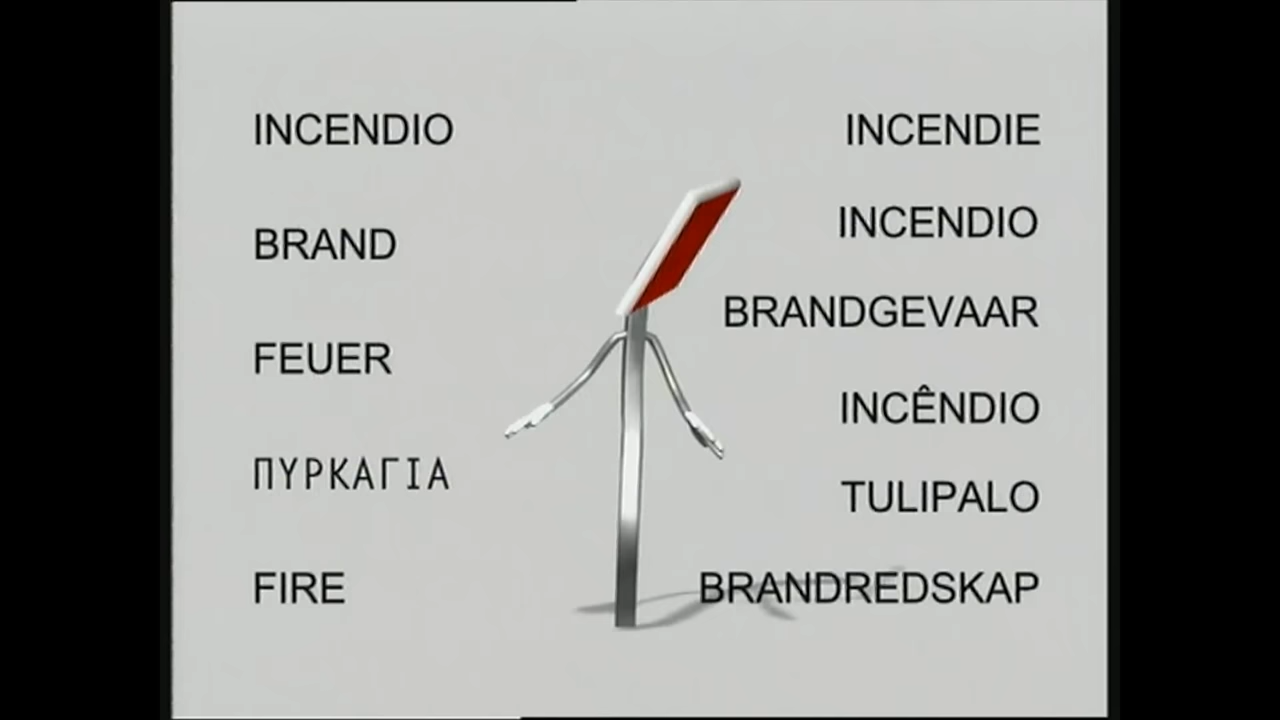 INCENDIO
BRAND
FEUER
ΠΥΡΚΑΓΙΑ
FIRE
INCENDIE
INCENDIO
BRANDGEVAAR
INCÊNDIO
TULIPALO
BRANDREDSKAP